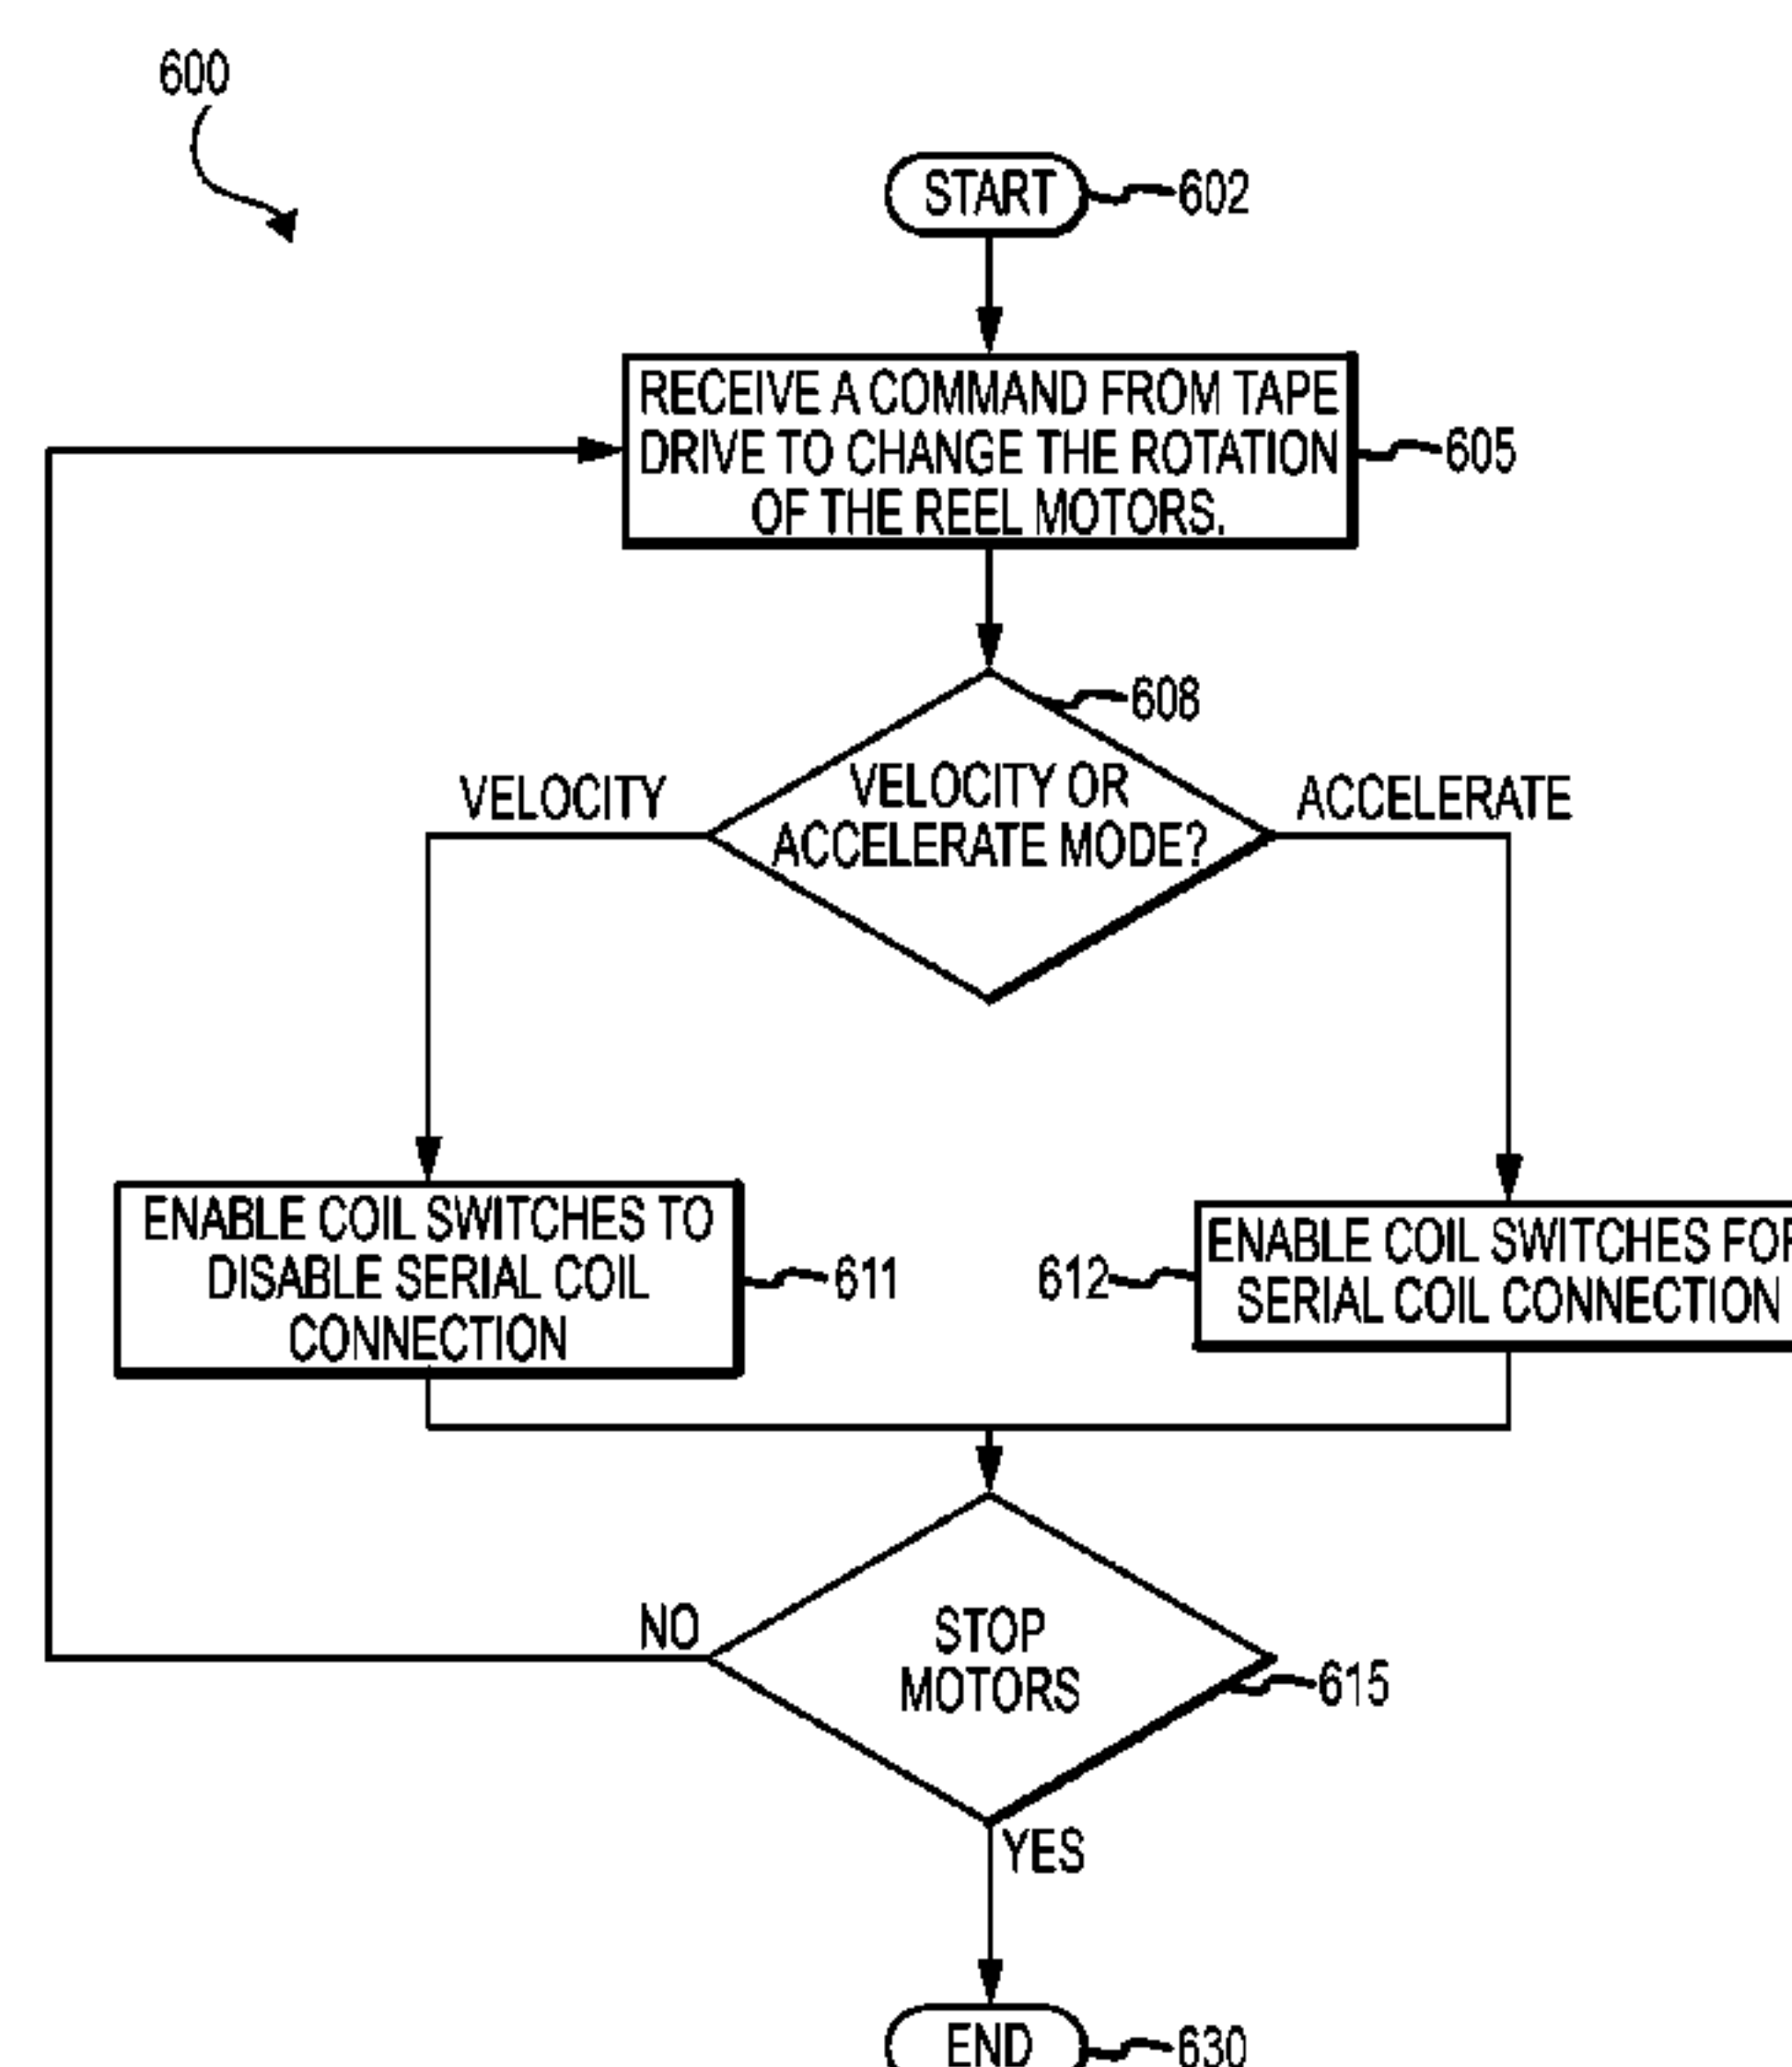 600
START
602
RECEIVE A COMMAND FROM TAPE
DRIVE TO CHANGE THE ROTATION
OF THE REEL MOTORS.
605
608
VELOCITY OR
ACCELERATE MODE?
VELOCITY
ACCELERATE
ENABLE COIL SWITCHES TO
DISABLE SERIAL COIL
CONNECTION
611
612
ENABLE COIL SWITCHES FOR
SERIAL COIL CONNECTION
STOP
MOTORS
NO
615
YES
END
630